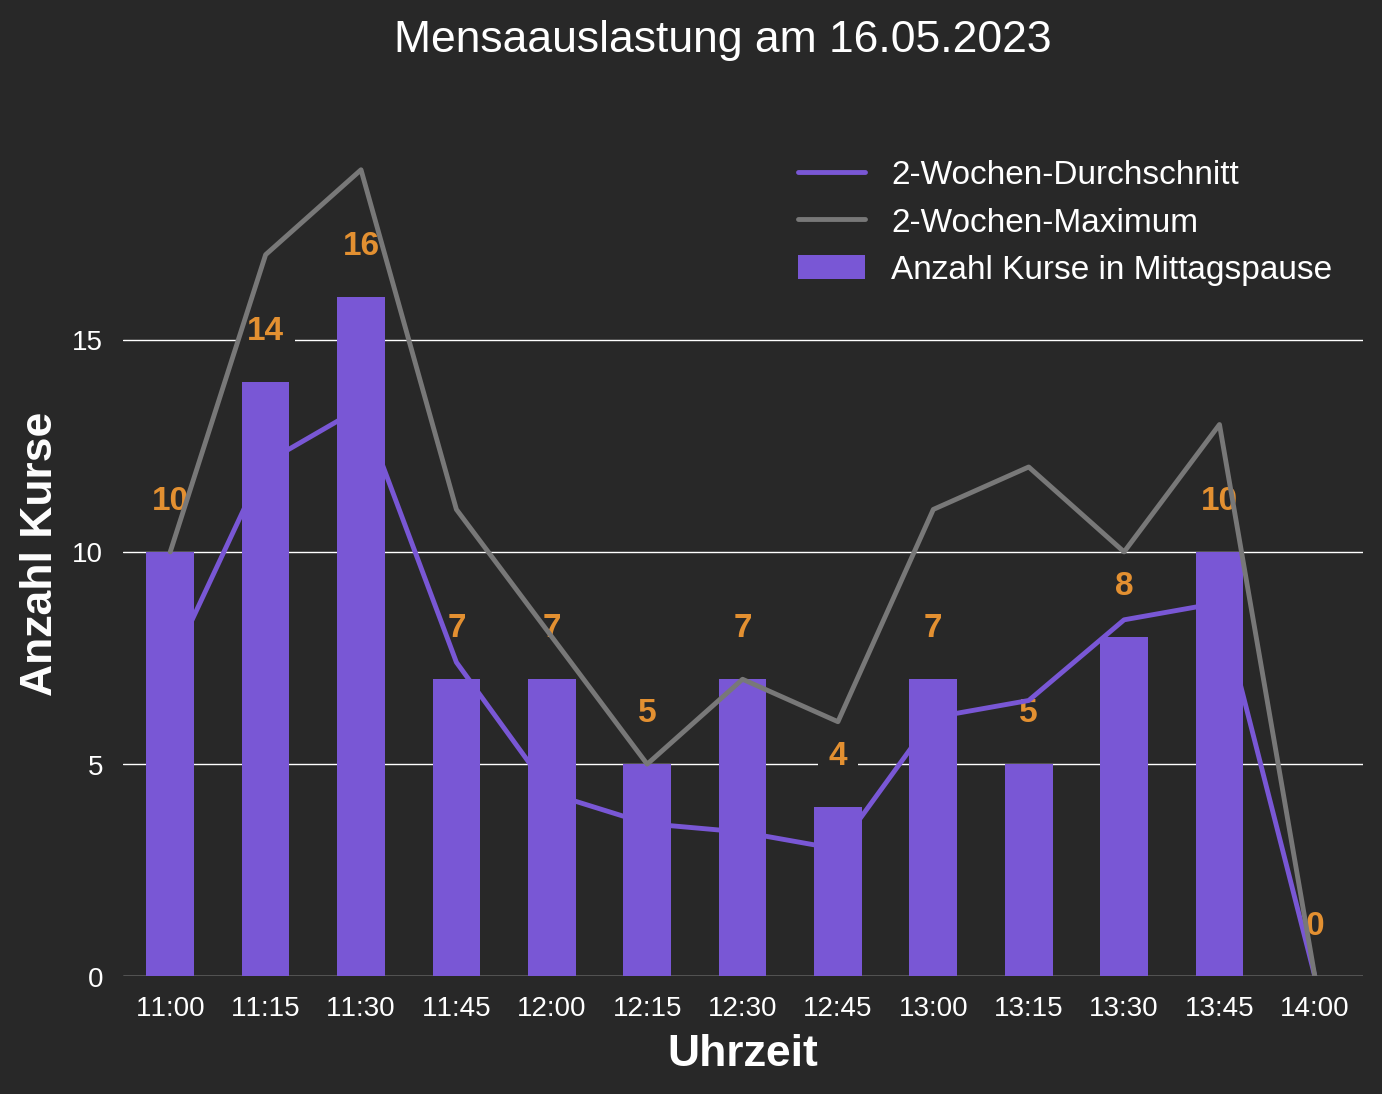 Mensaauslastung am 16.05.2023
2-Wochen-Durchschnitt
2-Wochen-Maximum
Anzahl Kurse in Mittagspause
Anzahl Kurse
15
10
5
0
10
14
16
7
7
5
7
4
7
5
8
10
0
11:00 11:15 11:30 11:45 12:00 12:15 12:30 12:45 13:00 13:15 13:30 13:45 14:00
Uhrzeit